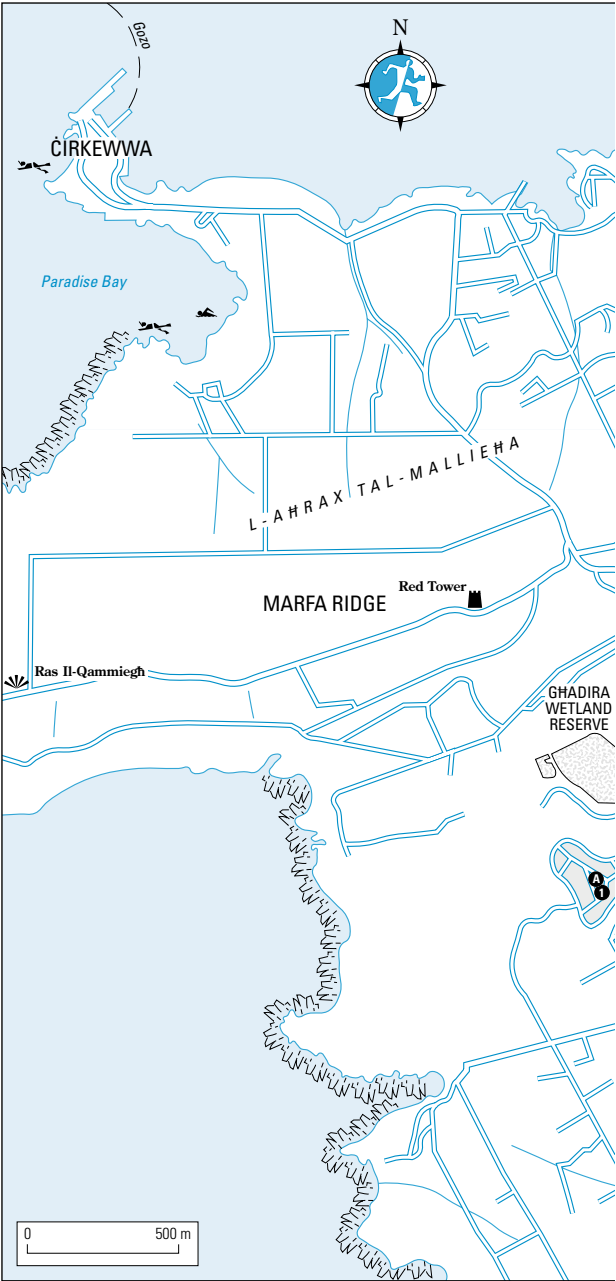 Gozo
N
ĊIRKEWWA
Paradise Bay
L-AĦRAX TAL-MALLIEĦA
Red Tower
MARFA RIDGE
Ras Il-Qammiegħ
GĦADIRA
WETLAND
RESERVE
A
1
0 500 m